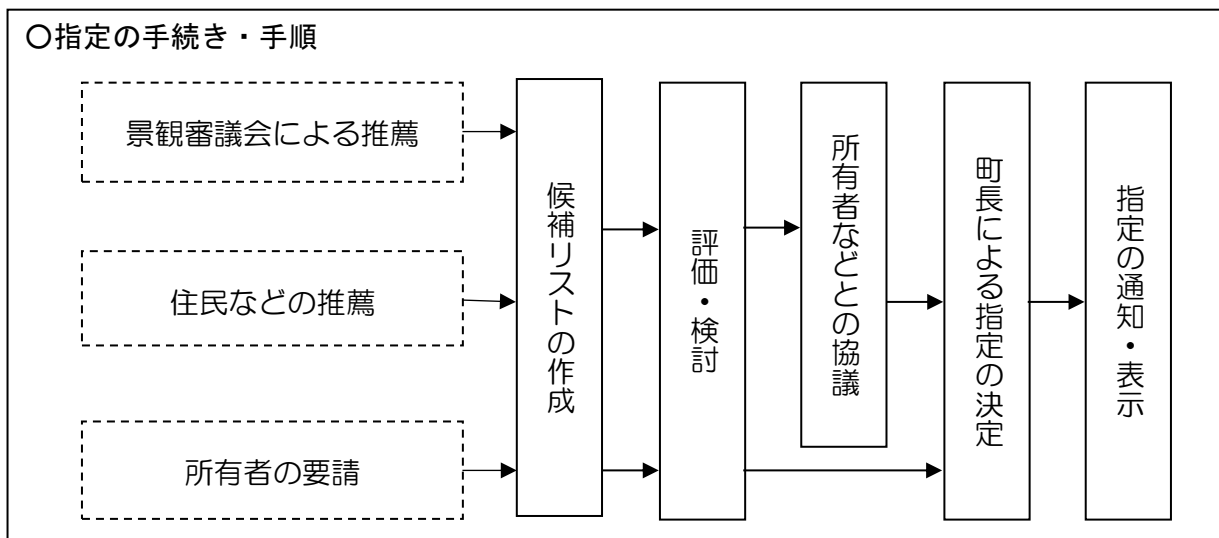 〇指定の手続き・手順
景観審議会による推薦
住民などの推薦
所有者の要請
候補リストの作成
評価・検討
所有者などとの協議
町長による指定の決定
指定の通知・表示